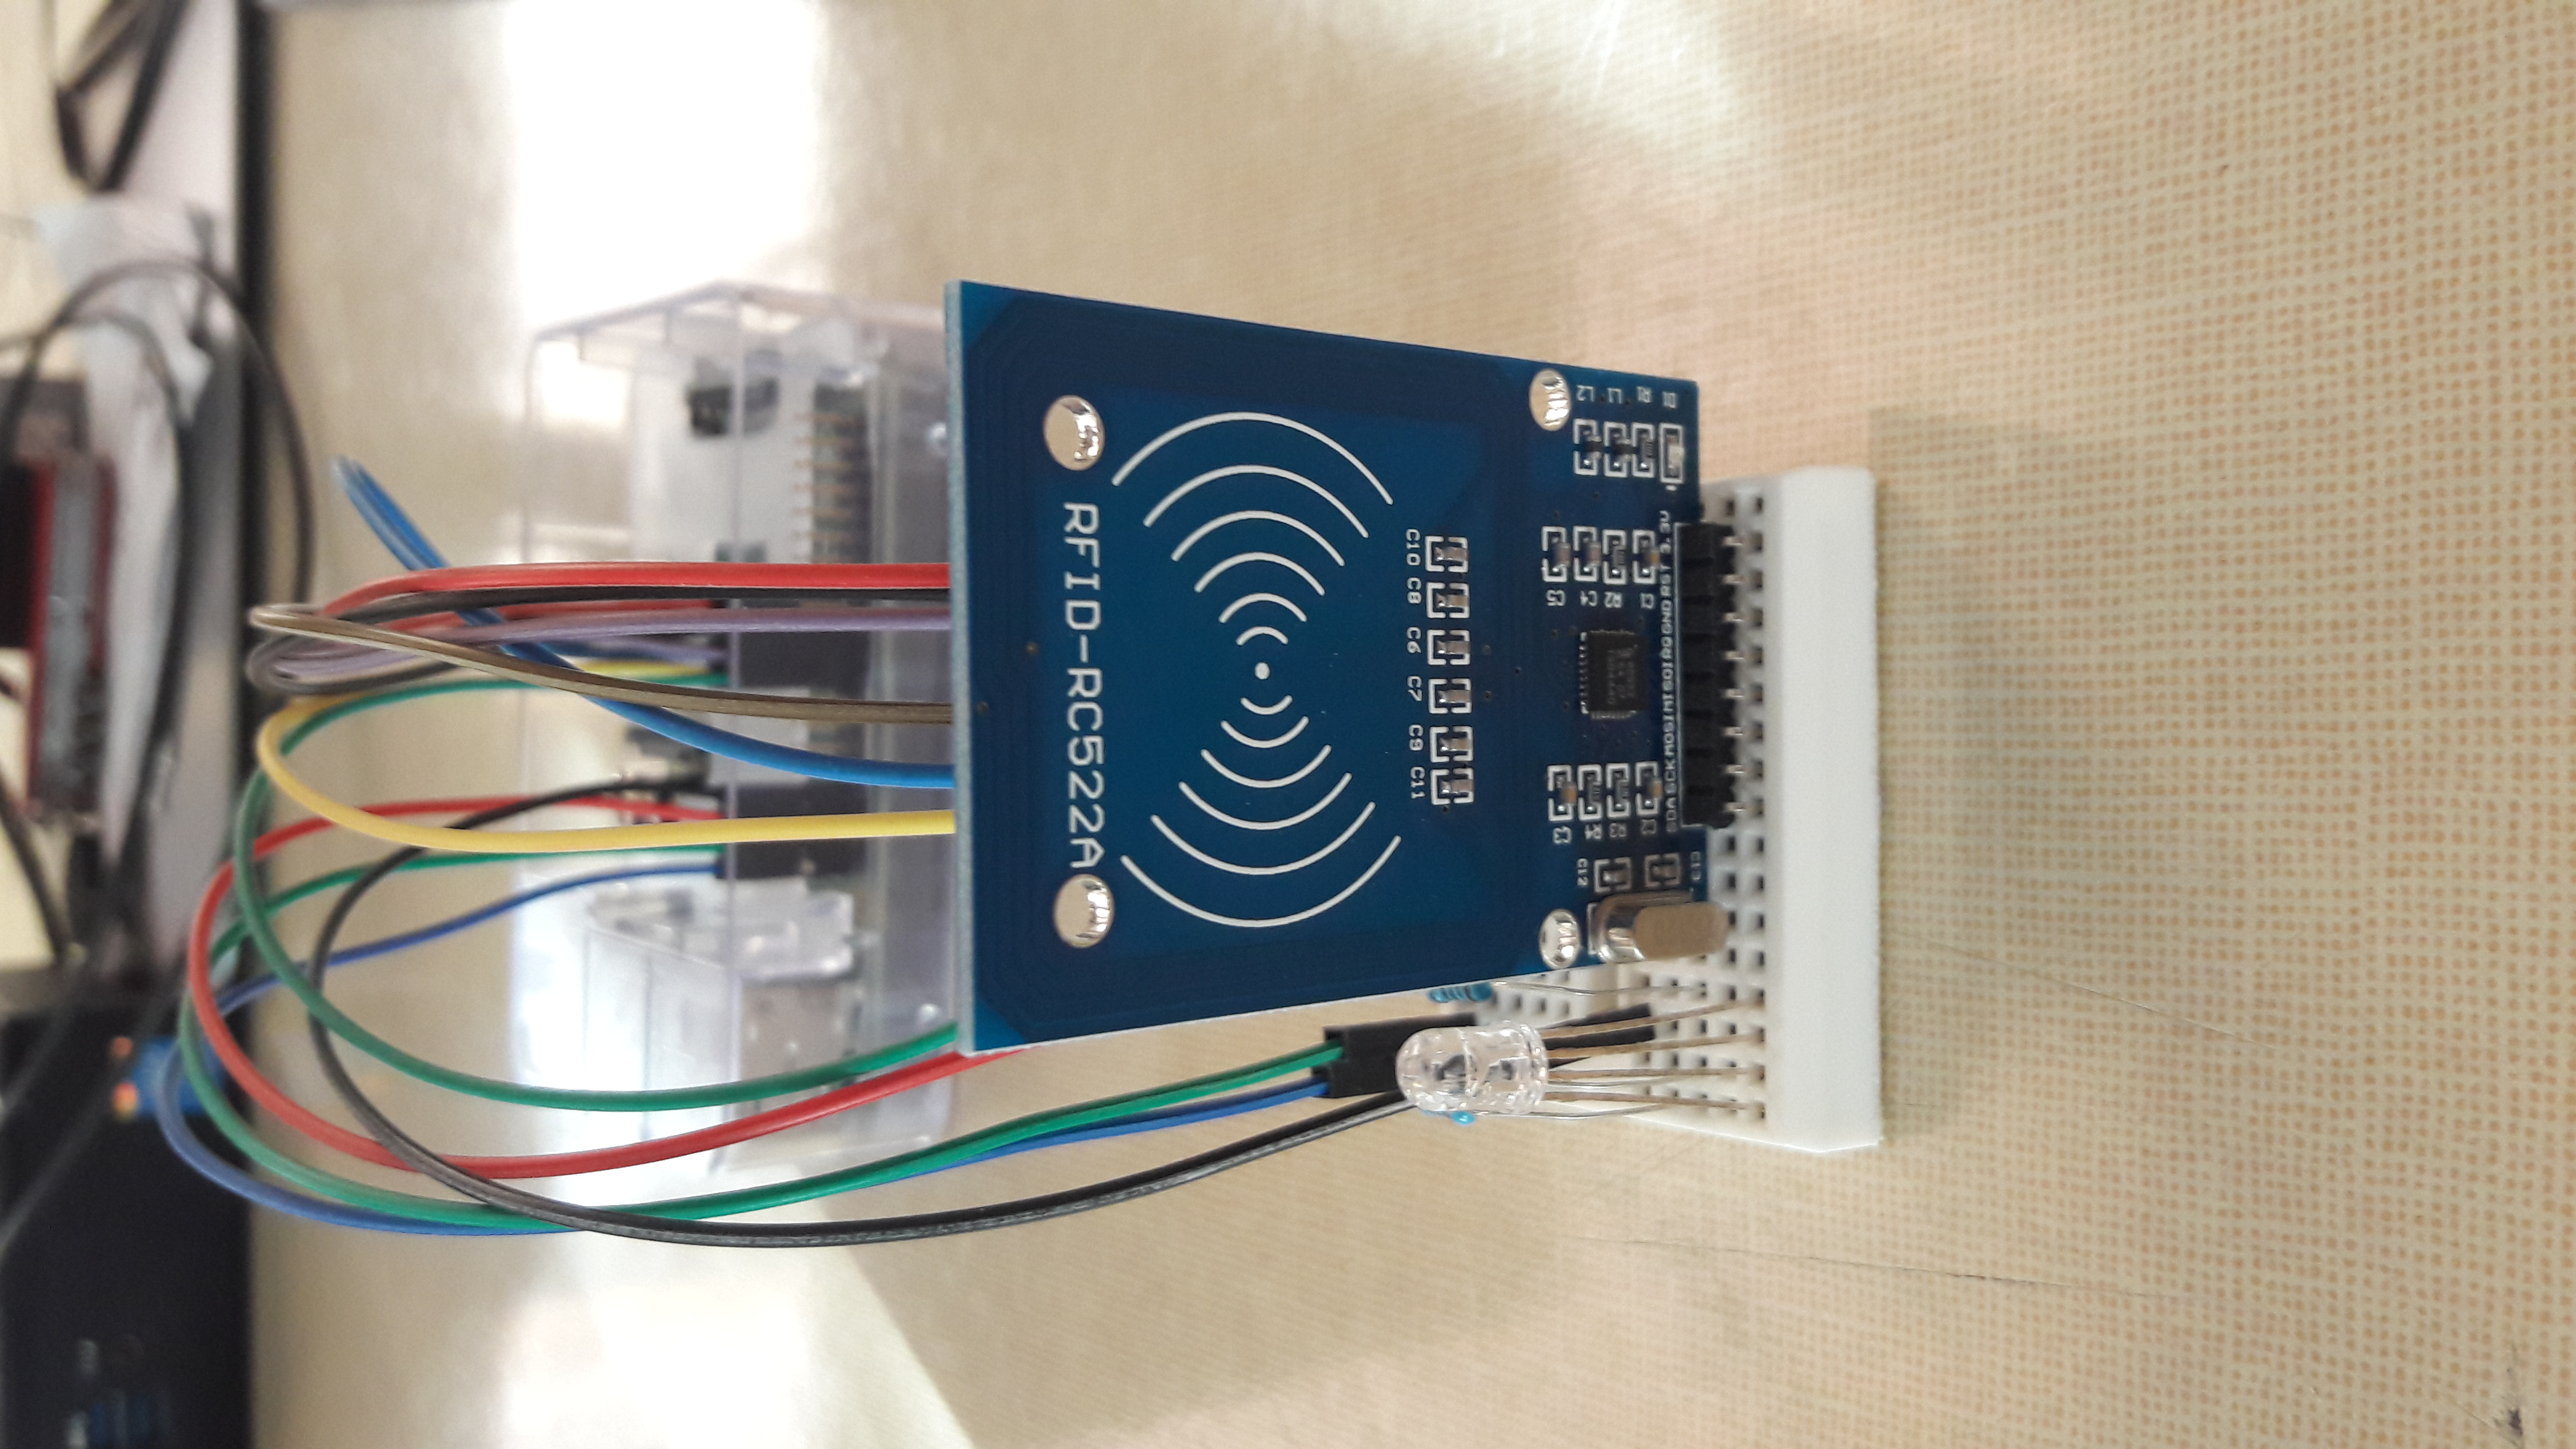 RFID-RC522A
C11 C9 C7 C6 C8 C10
C3 C5
C12 R4 C4 L2
R3 R2 L1
C2 C1 R1
SDA SCK MOSI MISO IRQ GND RST 3.3V D1
C13